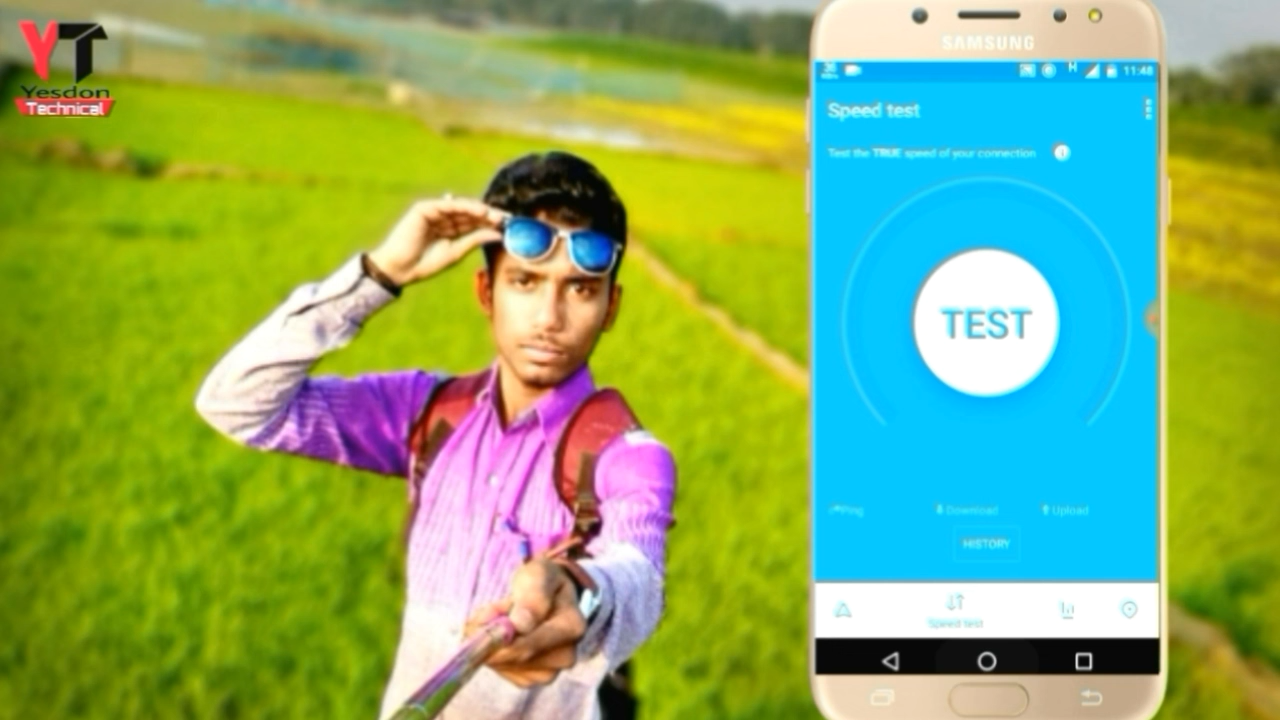 YT
Yesdon
Technical
SAMSUNG
H 11:48
Speed test
Test the TRUE speed of your connection
TEST
Ping Download Upload
HISTORY
Speed test